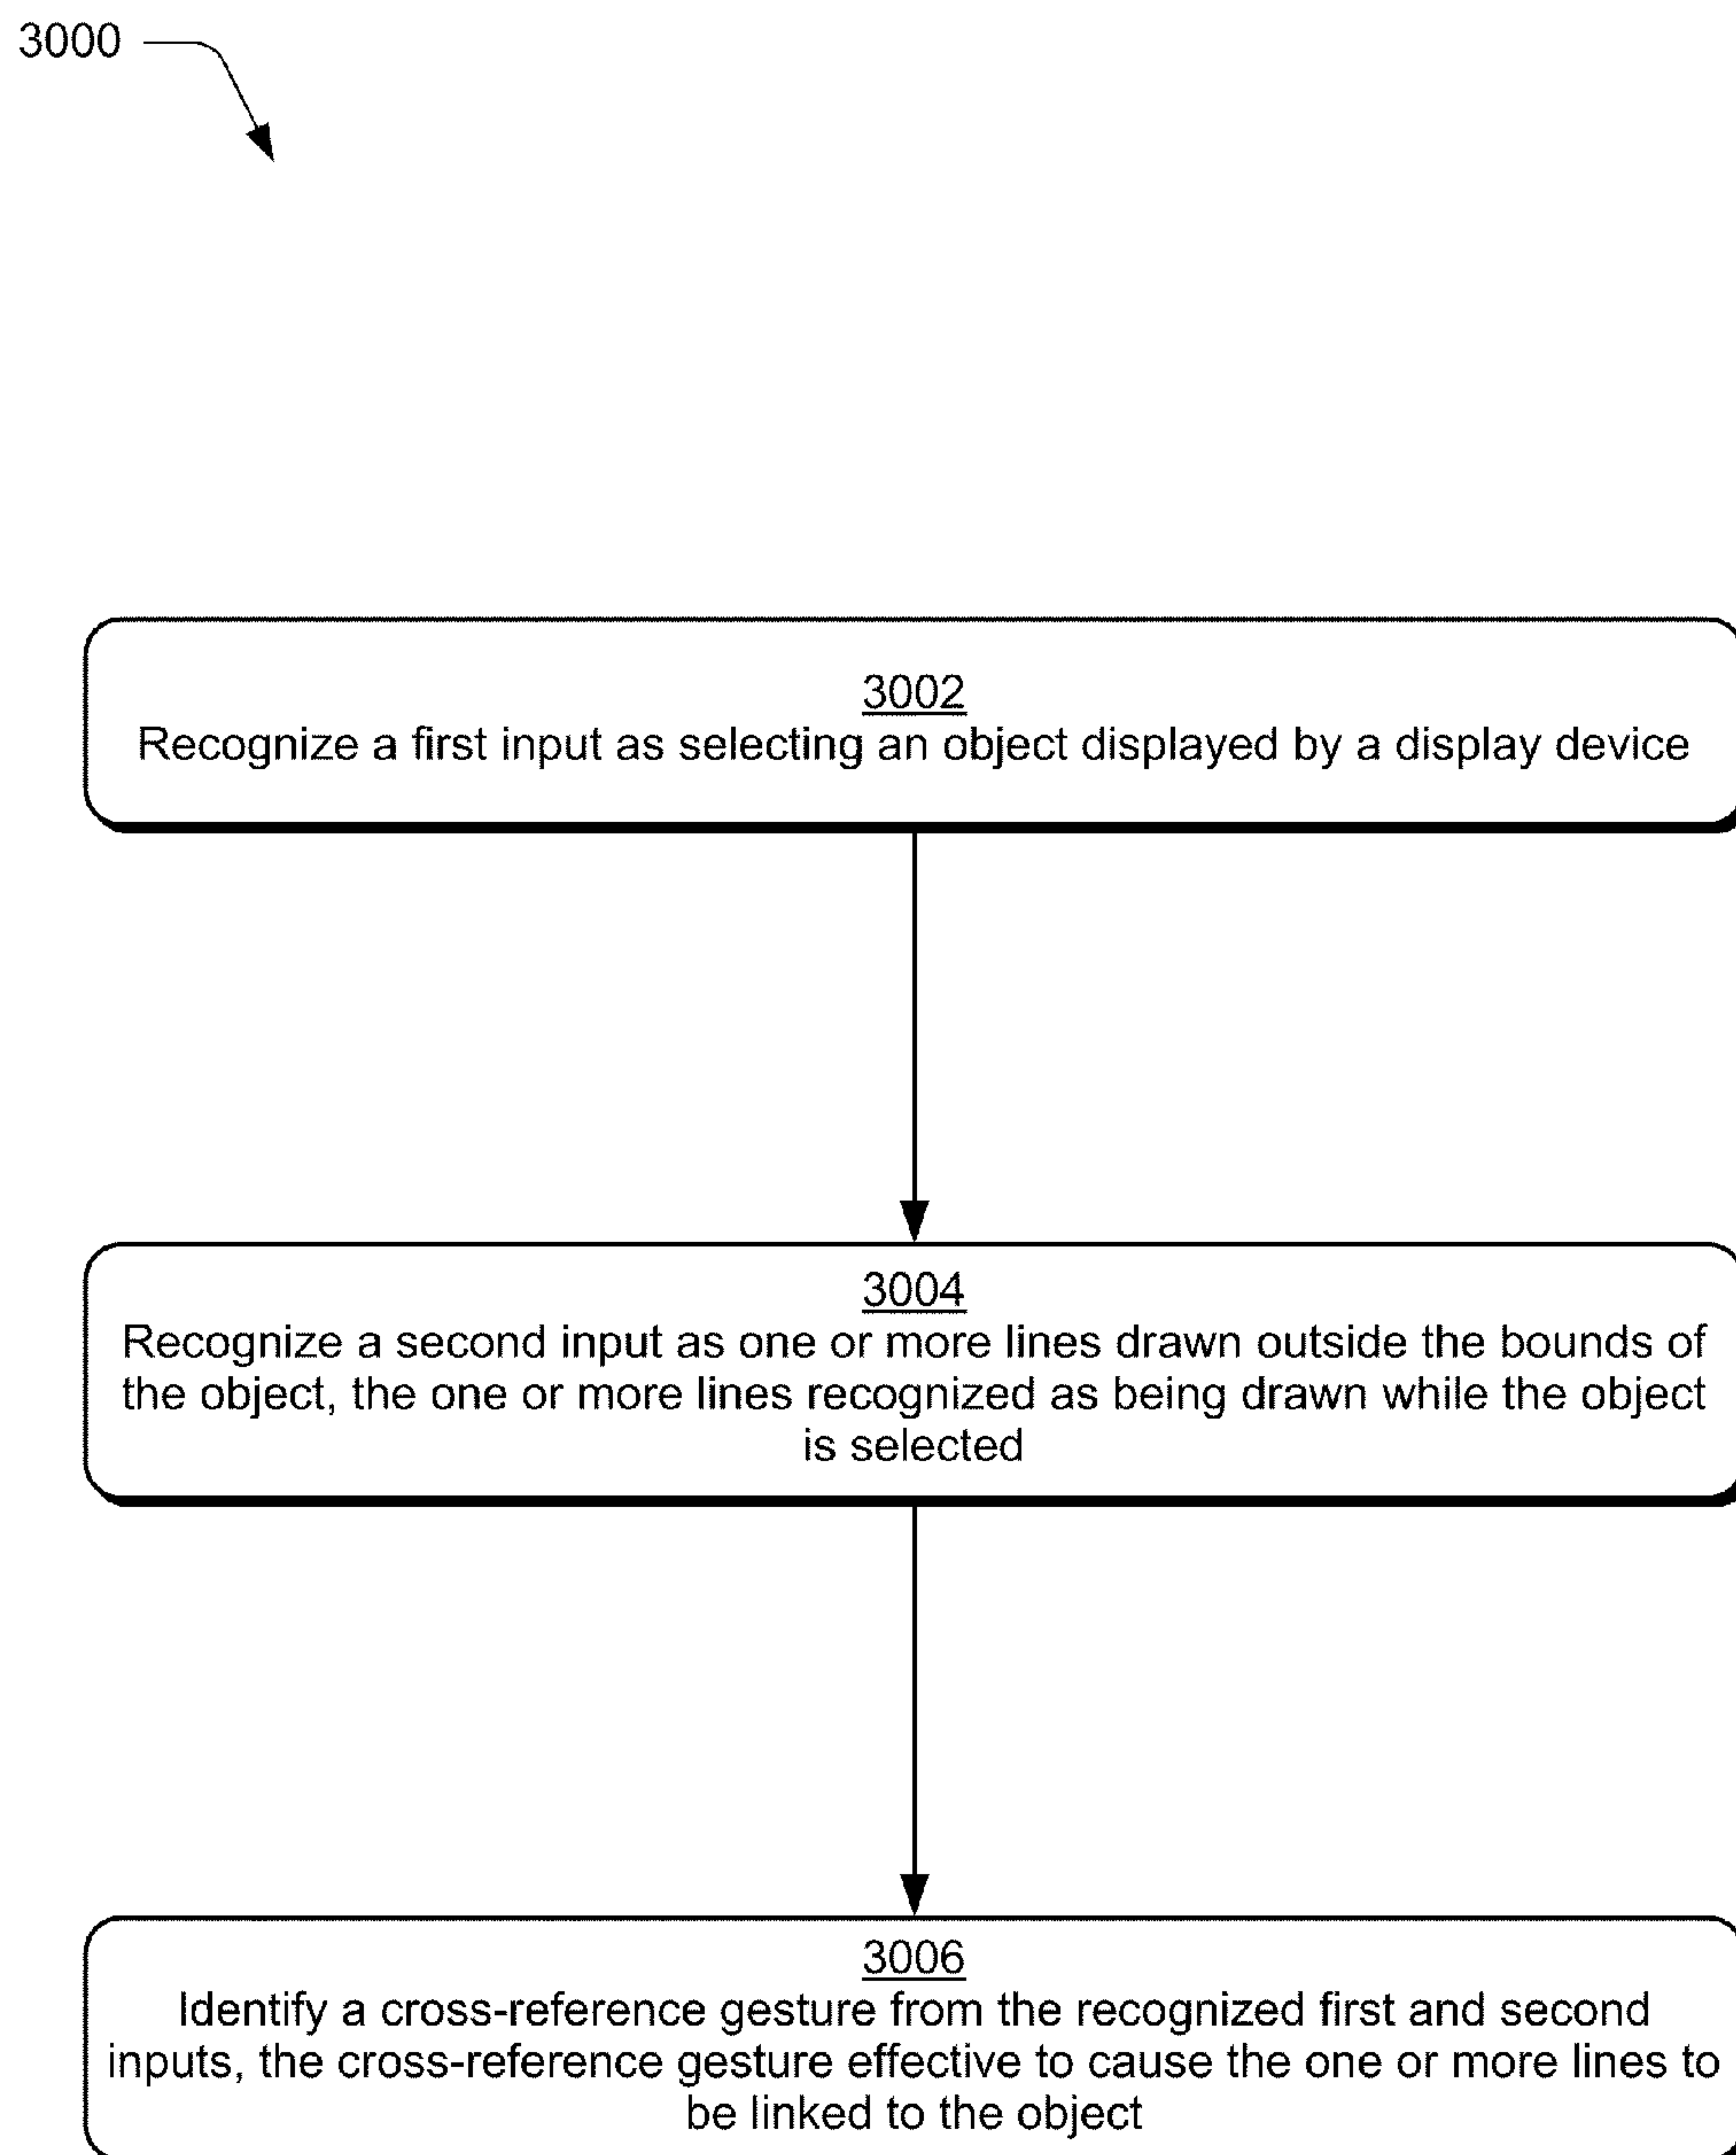 3000
3002
Recognize a first input as selecting an object displayed by a display device
3004
Recognize a second input as one or more lines drawn outside the bounds of
the object, the one or more lines recognized as being drawn while the object
is selected
3006
Identify a cross-reference gesture from the recognized first and second
inputs, the cross-reference gesture effective to cause the one or more lines to
be linked to the object